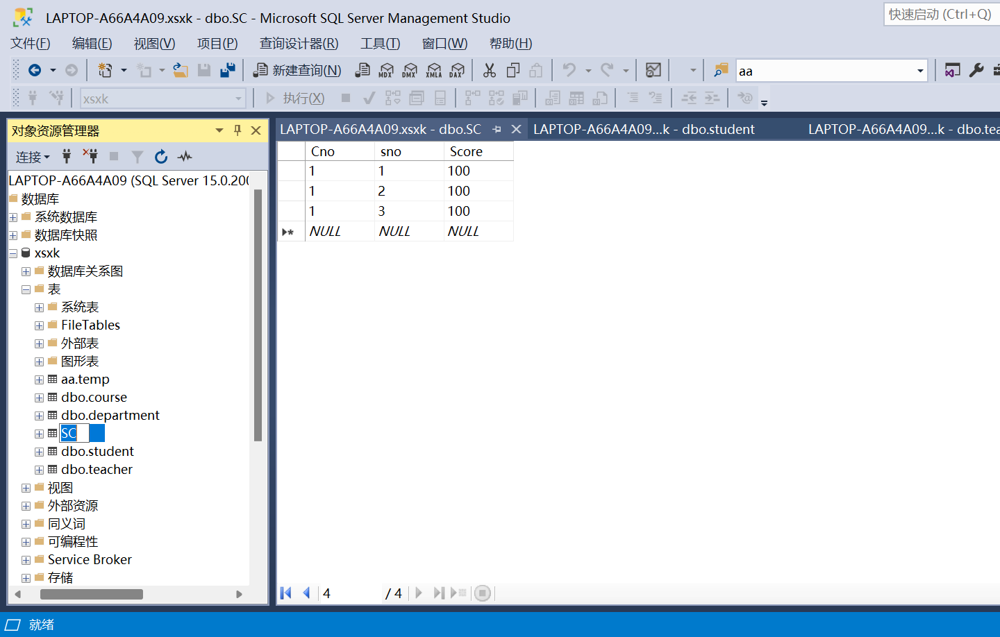 LAPTOP-A66A4A09.xsxk - dbo.SC - Microsoft SQL Server Management Studio
快速启动 (Ctrl+Q)
文件(F) 编辑(E) 视图(V) 项目(P) 查询设计器(R) 工具(T) 窗口(W) 帮助(H)
新建查询(N) MDX DMX XMLA DAX aa
xsxk 执行(X)
对象资源管理器
连接
LAPTOP-A66A4A09 (SQL Server 15.0.200
数据库
系统数据库
数据库快照
xsxk
数据库关系图
表
系统表
FileTables
外部表
图形表
aa.temp
dbo.course
dbo.department
SC
dbo.student
dbo.teacher
视图
外部资源
同义词
可编程性
Service Broker
存储
LAPTOP-A66A4A09.xsxk - dbo.SC LAPTOP-A66A4A09...k - dbo.student LAPTOP-A66A4A09...k - dbo.tea
Cno sno Score
1 1 100
1 2 100
1 3 100
NULL NULL NULL
4 / 4
就绪